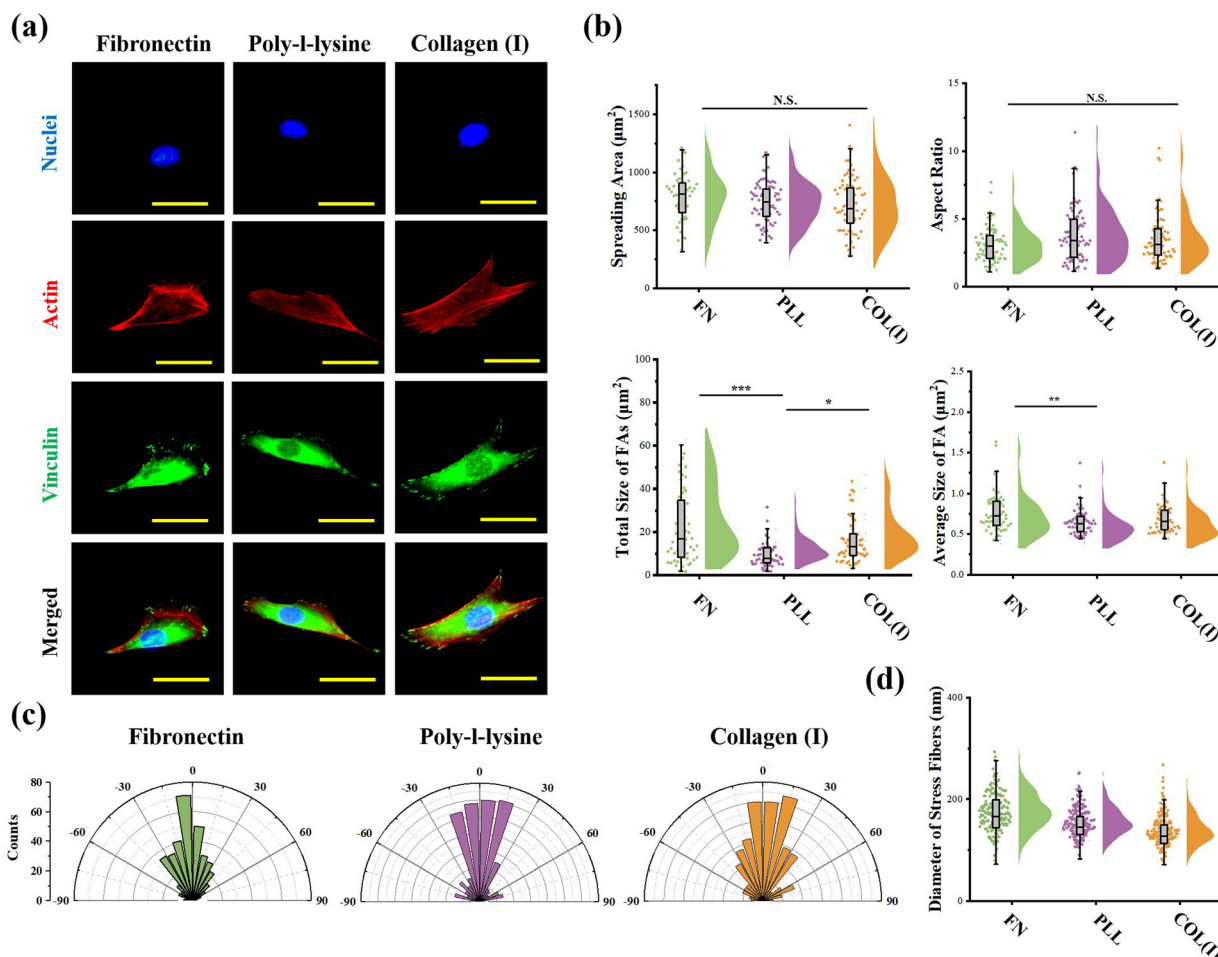 (a)
Fibronectin Poly-l-lysine Collagen (I)
Nuclei
Actin
Vinculin
Merged
(b)
Spreading Area (μm²)
1500
1000
500
0
N.S.
FN PLL COL(I)
Aspect Ratio
15
10
5
0
N.S.
FN PLL COL(I)
Total Size of FAs (μm²)
100
80
60
40
20
0
*** *
FN PLL COL(I)
Average Size of FA (μm²)
2.5
2.0
1.5
1.0
0.5
0.0
**
FN PLL COL(I)
(c)
Fibronectin Poly-l-lysine Collagen (I)
Counts
80
60
40
20
0
-90 -60 -30 0 30 60 90
-90 -60 -30 0 30 60 90
-90 -60 -30 0 30 60 90
(d)
Diameter of Stress Fibers (nm)
400
200
0
FN PLL COL(I)